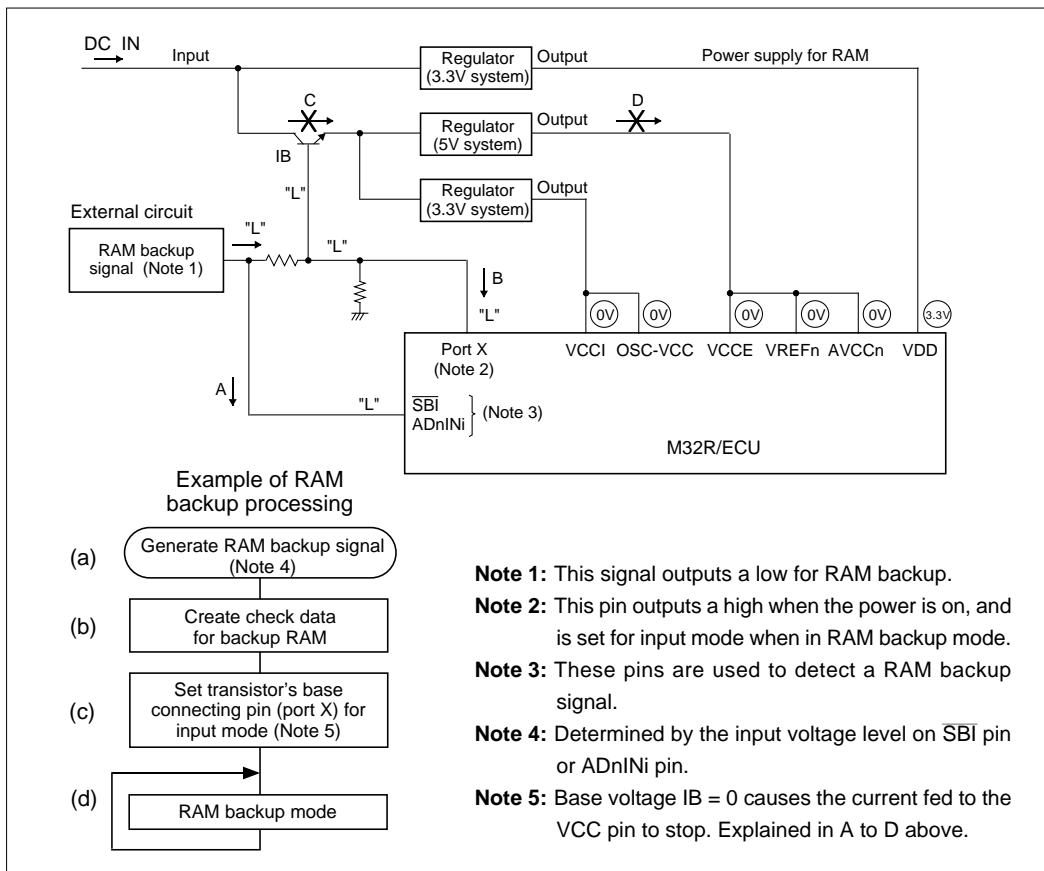 DC IN
Input
Regulator
(3.3V system)
Output
Power supply for RAM
C
D
IB
Regulator
(5V system)
Output
"L"
Regulator
(3.3V system)
Output
External circuit
"L"
RAM backup
signal (Note 1)
"L"
B
"L"
0V
0V
0V
0V
0V
3.3V
Port X
(Note 2)
VCCI
OSC-VCC
VCCE
VREFn
AVCCn
VDD
A
"L"
SBI
ADnINi
(Note 3)
M32R/ECU
Example of RAM
backup processing
(a)
Generate RAM backup signal
(Note 4)
(b)
Create check data
for backup RAM
(c)
Set transistor's base
connecting pin (port X) for
input mode (Note 5)
(d)
RAM backup mode
Note 1: This signal outputs a low for RAM backup.
Note 2: This pin outputs a high when the power is on, and
is set for input mode when in RAM backup mode.
Note 3: These pins are used to detect a RAM backup
signal.
Note 4: Determined by the input voltage level on SBI pin
or ADnINi pin.
Note 5: Base voltage IB = 0 causes the current fed to the
VCC pin to stop. Explained in A to D above.